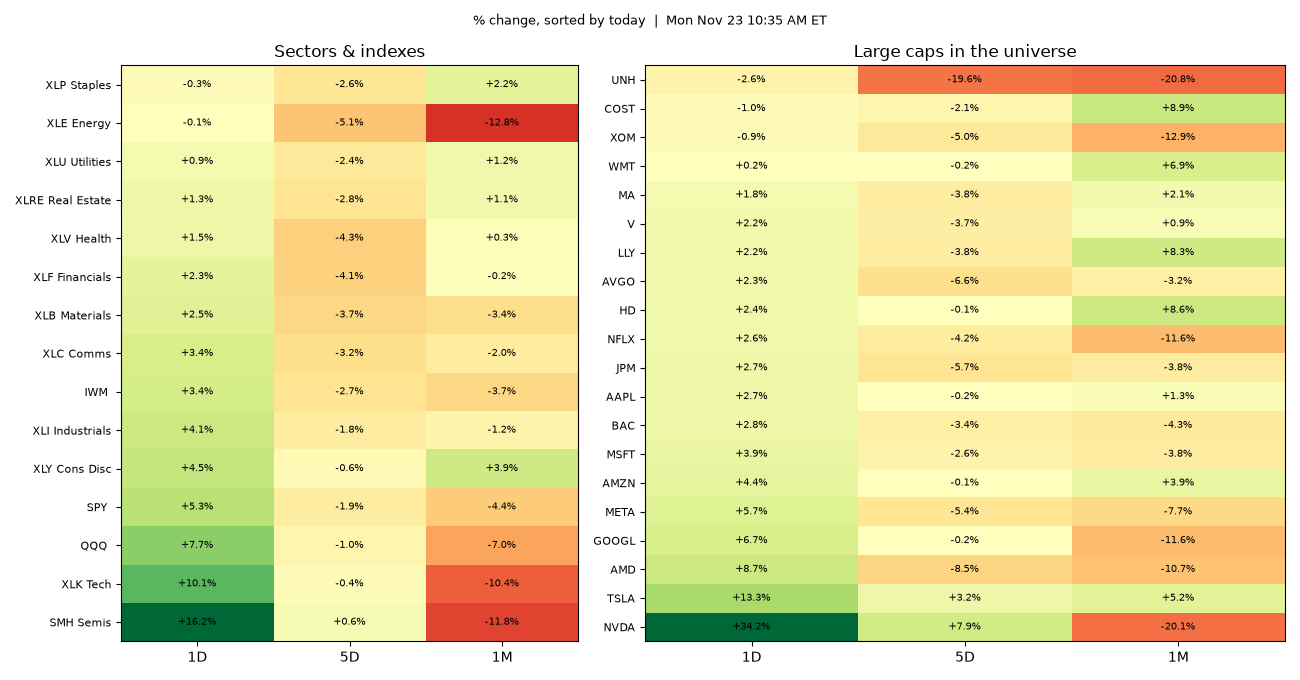 % change, sorted by today | Mon Nov 23 10:35 AM ET
Sectors & indexes
XLP Staples -0.3% -2.6% +2.2%
XLE Energy -0.1% -5.1% -12.8%
XLU Utilities +0.9% -2.4% +1.2%
XLRE Real Estate +1.3% -2.8% +1.1%
XLV Health +1.5% -4.3% +0.3%
XLF Financials +2.3% -4.1% -0.2%
XLB Materials +2.5% -3.7% -3.4%
XLC Comms +3.4% -3.2% -2.0%
IWM +3.4% -2.7% -3.7%
XLI Industrials +4.1% -1.8% -1.2%
XLY Cons Disc +4.5% -0.6% +3.9%
SPY +5.3% -1.9% -4.4%
QQQ +7.7% -1.0% -7.0%
XLK Tech +10.1% -0.4% -10.4%
SMH Semis +16.2% +0.6% -11.8%
1D 5D 1M
Large caps in the universe
UNH -2.6% -19.6% -20.8%
COST -1.0% -2.1% +8.9%
XOM -0.9% -5.0% -12.9%
WMT +0.2% -0.2% +6.9%
MA +1.8% -3.8% +2.1%
V +2.2% -3.7% +0.9%
LLY +2.2% -3.8% +8.3%
AVGO +2.3% -6.6% -3.2%
HD +2.4% -0.1% +8.6%
NFLX +2.6% -4.2% -11.6%
JPM +2.7% -5.7% -3.8%
AAPL +2.7% -0.2% +1.3%
BAC +2.8% -3.4% -4.3%
MSFT +3.9% -2.6% -3.8%
AMZN +4.4% -0.1% +3.9%
META +5.7% -5.4% -7.7%
GOOGL +6.7% -0.2% -11.6%
AMD +8.7% -8.5% -10.7%
TSLA +13.3% +3.2% +5.2%
NVDA +34.2% +7.9% -20.1%
1D 5D 1M